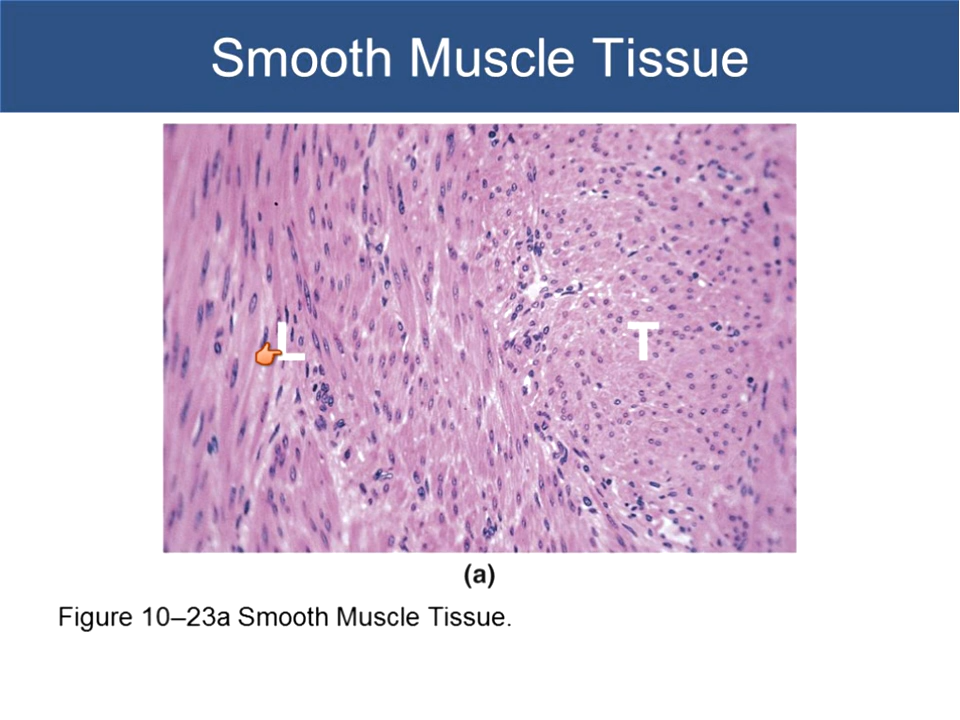 Smooth Muscle Tissue
L
T
(a)
Figure 10–23a Smooth Muscle Tissue.